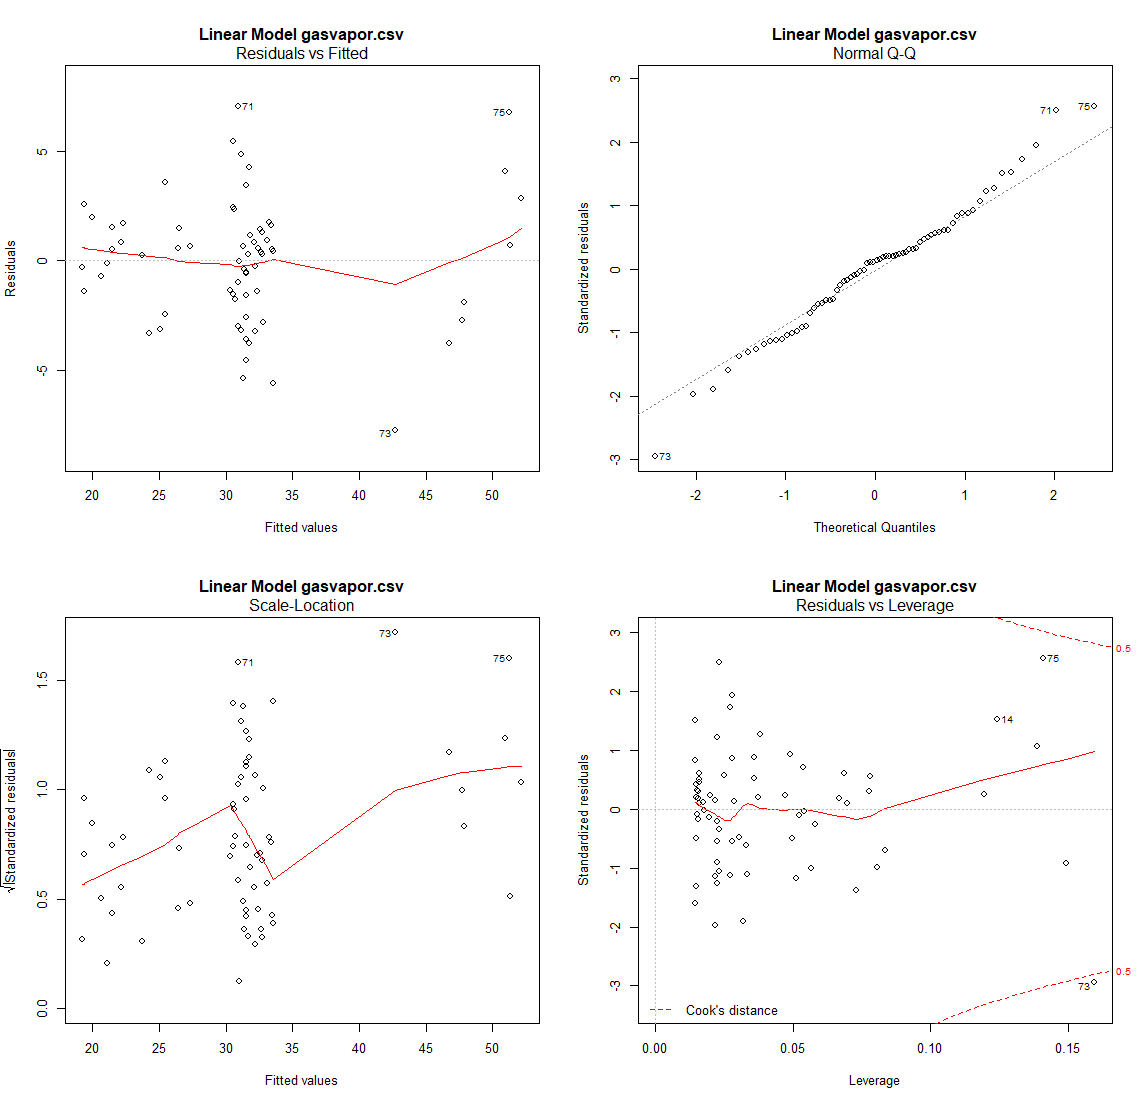 Linear Model gasvapor.csv
Residuals vs Fitted
71
75
73
5
0
-5
Residuals
20 25 30 35 40 45 50
Fitted values
Linear Model gasvapor.csv
Normal Q-Q
71
75
73
3
2
1
0
-1
-2
-3
Standardized residuals
-2 -1 0 1 2
Theoretical Quantiles
Linear Model gasvapor.csv
Scale-Location
73
71
75
1.5
1.0
0.5
0.0
√|Standardized residuals|
20 25 30 35 40 45 50
Fitted values
Linear Model gasvapor.csv
Residuals vs Leverage
0.5
75
14
73
0.5
3
2
1
0
-1
-2
-3
Standardized residuals
Cook's distance
0.00 0.05 0.10 0.15
Leverage